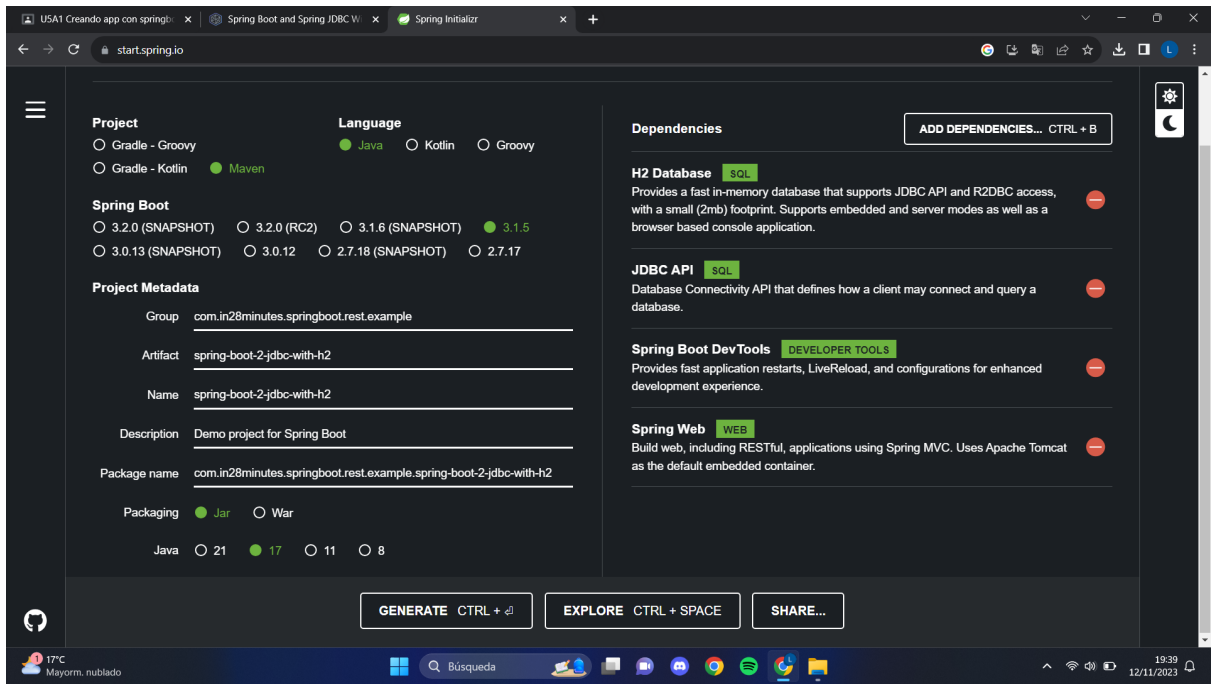 U5A1 Creando app con springbo
Spring Boot and Spring JDBC Wi
Spring Initializr
start.spring.io
L
Project
Gradle - Groovy
Gradle - Kotlin
Maven
Language
Java
Kotlin
Groovy
Spring Boot
3.2.0 (SNAPSHOT)
3.2.0 (RC2)
3.1.6 (SNAPSHOT)
3.1.5
3.0.13 (SNAPSHOT)
3.0.12
2.7.18 (SNAPSHOT)
2.7.17
Project Metadata
Group com.in28minutes.springboot.rest.example
Artifact spring-boot-2-jdbc-with-h2
Name spring-boot-2-jdbc-with-h2
Description Demo project for Spring Boot
Package name com.in28minutes.springboot.rest.example.spring-boot-2-jdbc-with-h2
Packaging Jar War
Java 21 17 11 8
Dependencies
ADD DEPENDENCIES... CTRL + B
H2 Database SQL
Provides a fast in-memory database that supports JDBC API and R2DBC access,
with a small (2mb) footprint. Supports embedded and server modes as well as a
browser based console application.
JDBC API SQL
Database Connectivity API that defines how a client may connect and query a
database.
Spring Boot DevTools DEVELOPER TOOLS
Provides fast application restarts, LiveReload, and configurations for enhanced
development experience.
Spring Web WEB
Build web, including RESTful, applications using Spring MVC. Uses Apache Tomcat
as the default embedded container.
GENERATE CTRL + ⏎
EXPLORE CTRL + SPACE
SHARE...
1
17°C
Mayorm. nublado
Búsqueda
19:39
12/11/2023